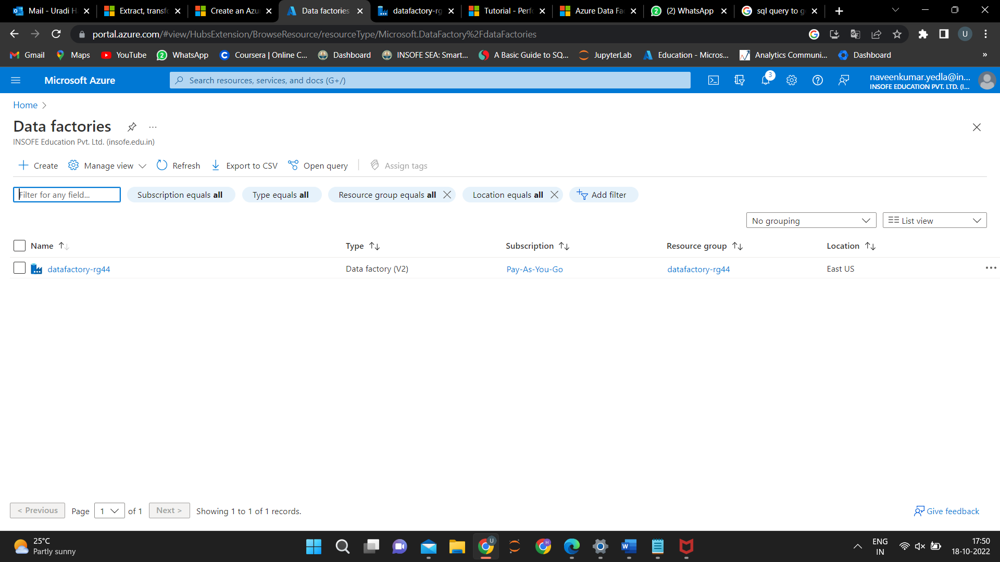 Mail - Uradi H
Extract, transfo
Create an Azu
Data factories
datafactory-rg
Tutorial - Perfo
Azure Data Fac
(2) WhatsApp
sql query to g
portal.azure.com/#view/HubsExtension/BrowseResource/resourceType/Microsoft.DataFactory%2FdataFactories
U
Gmail
Maps
YouTube
WhatsApp
Coursera | Online C...
Dashboard
INSOFE SEA: Smart...
A Basic Guide to SQ...
JupyterLab
Education - Micros...
Analytics Communi...
Dashboard
»
Microsoft Azure
Search resources, services, and docs (G+/)
3
naveenkumar.yedla@in...
INSOFE EDUCATION PVT. LTD. (I...
Home
Data factories
INSOFE Education Pvt. Ltd. (insofe.edu.in)
Create
Manage view
Refresh
Export to CSV
Open query
Assign tags
Filter for any field...
Subscription equals all
Type equals all
Resource group equals all
Location equals all
Add filter
No grouping
List view
Name
Type
Subscription
Resource group
Location
datafactory-rg44
Data factory (V2)
Pay-As-You-Go
datafactory-rg44
East US
< Previous
Page
1
of 1
Next >
Showing 1 to 1 of 1 records.
Give feedback
25°C
Partly sunny
ENG
IN
17:50
18-10-2022